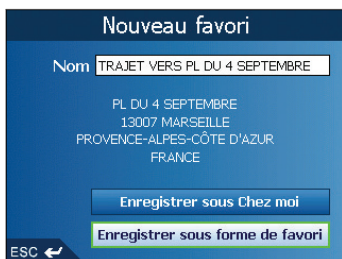 Nouveau favori
Nom TRAJET VERS PL DU 4 SEPTEMBRE
PL DU 4 SEPTEMBRE
13007 MARSEILLE
PROVENCE-ALPES-CÔTE D'AZUR
FRANCE
Enregistrer sous Chez moi
Enregistrer sous forme de favori
ESC